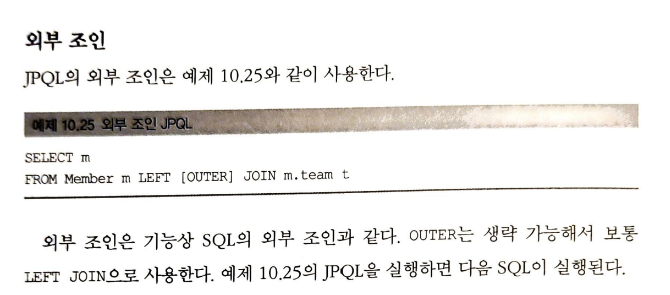 외부 조인
JPQL의 외부 조인은 예제 10.25와 같이 사용한다.
예제 10.25 외부 조인 JPQL
SELECT m
FROM Member m LEFT [OUTER] JOIN m.team t
외부 조인은 기능상 SQL의 외부 조인과 같다. OUTER는 생략 가능해서 보통
LEFT JOIN으로 사용한다. 예제 10.25의 JPQL을 실행하면 다음 SQL이 실행된다.